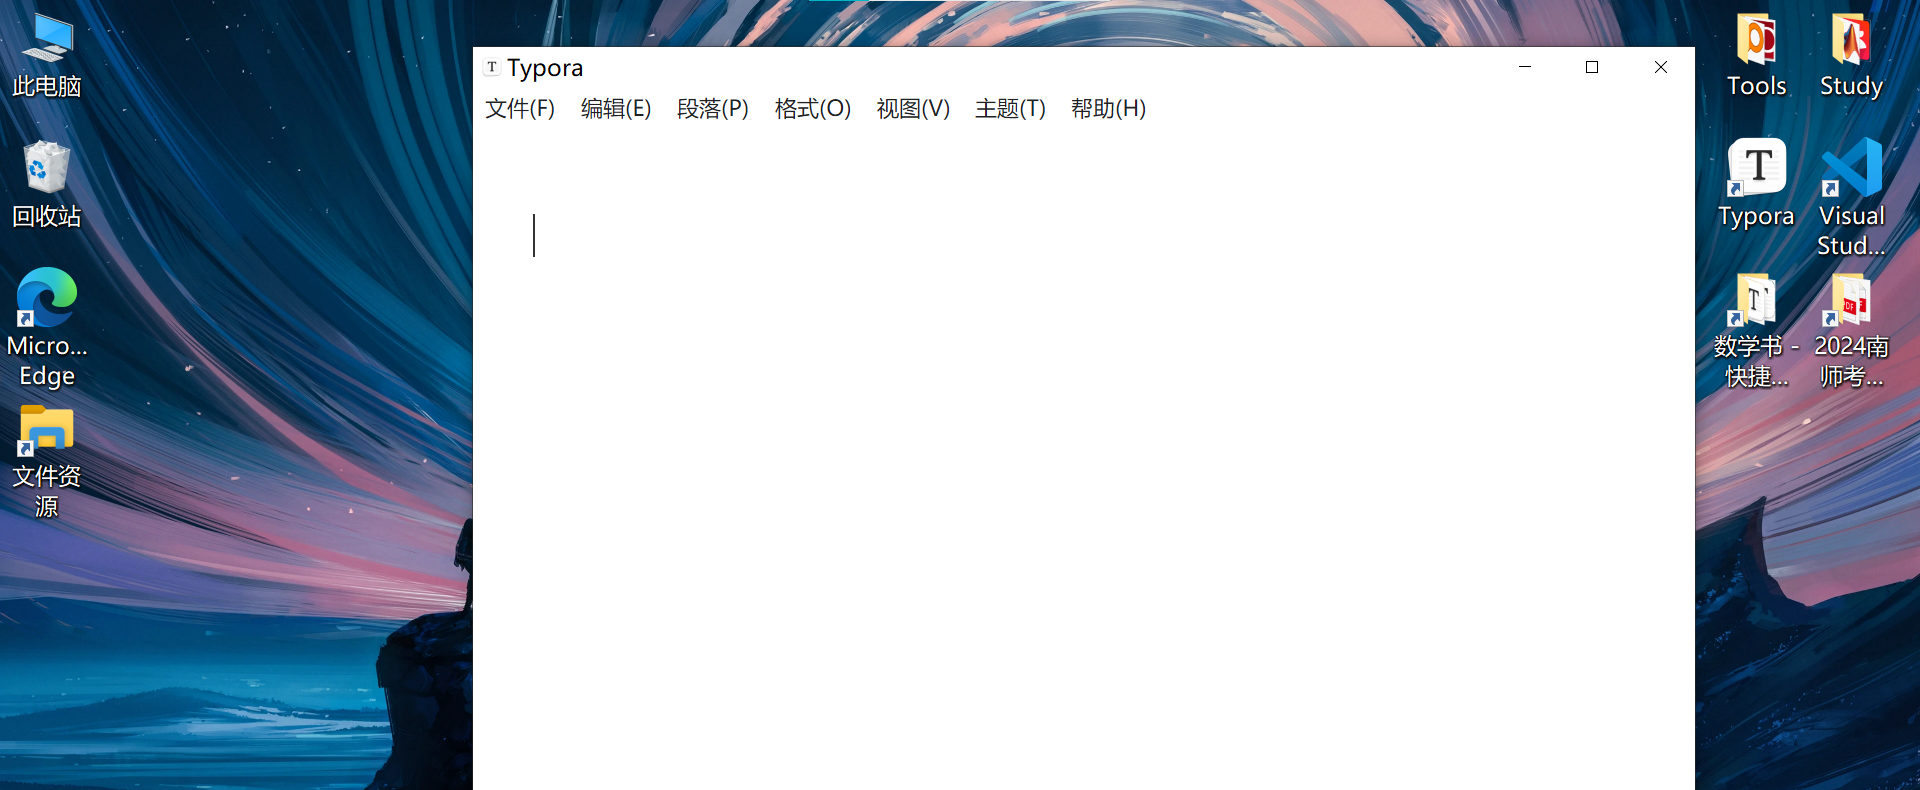 此电脑
回收站
Micro...
Edge
文件资
源
T Typora
文件(F) 编辑(E) 段落(P) 格式(O) 视图(V) 主题(T) 帮助(H)
Tools
Study
T
Typora
Visual
Stud...
T
数学书 -
快捷...
PDF
2024南
师考...